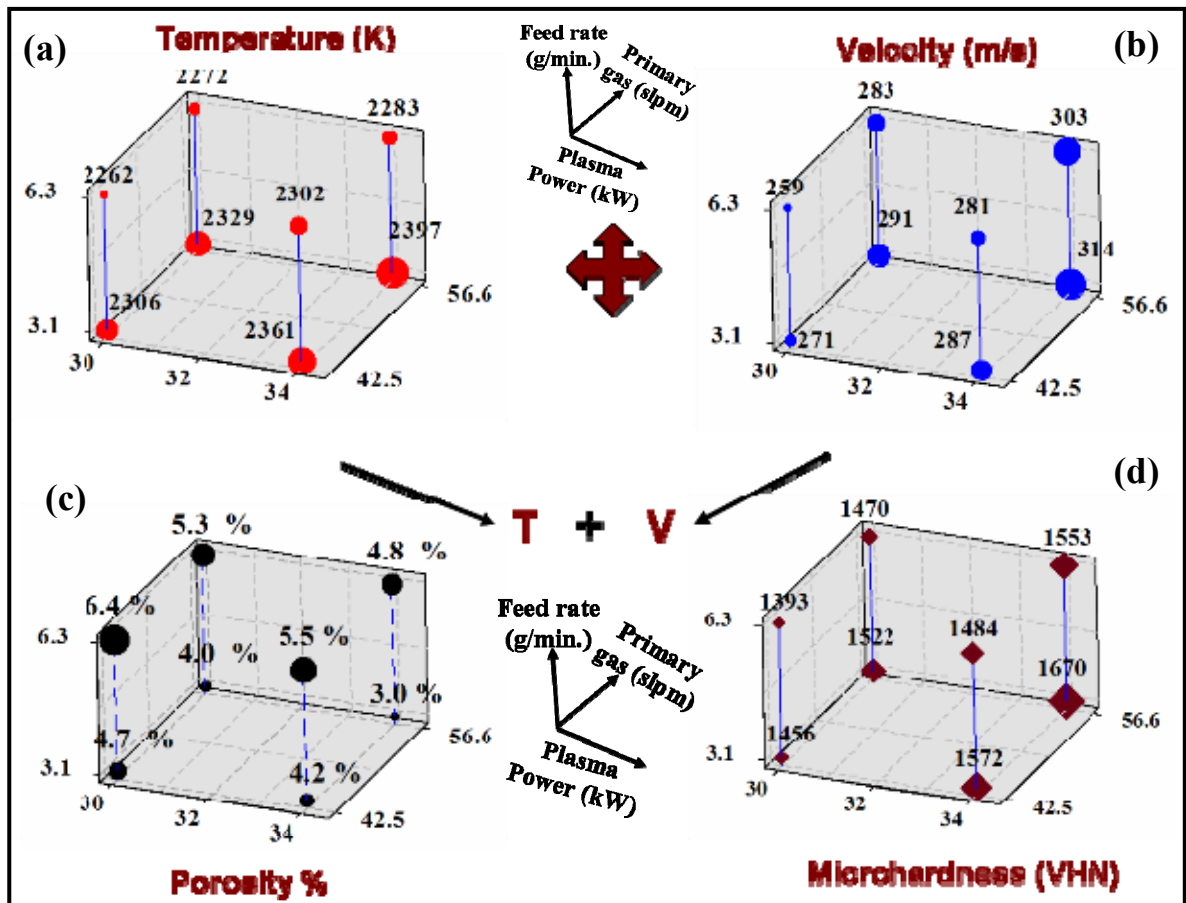 (a)
Temperature (K)
2272
2283
2262
6.3
2302
2329
2397
2306
2361
3.1
56.6
30
32
34
42.5
Feed rate
(g/min.)
Primary
gas (slpm)
Plasma
Power (kW)
(b)
Velocity (m/s)
283
303
259
6.3
291
281
314
271
287
3.1
56.6
30
32
34
42.5
(c)
5.3 %
4.8 %
6.4 %
6.3
5.5 %
4.0 %
3.0 %
4.7 %
4.2 %
3.1
56.6
30
32
34
42.5
Porosity %
T + V
Feed rate
(g/min.)
Primary
gas (slpm)
Plasma
Power (kW)
(d)
1470
1553
1393
6.3
1522
1484
1670
1456
1572
3.1
56.6
30
32
34
42.5
Microhardness (VHN)